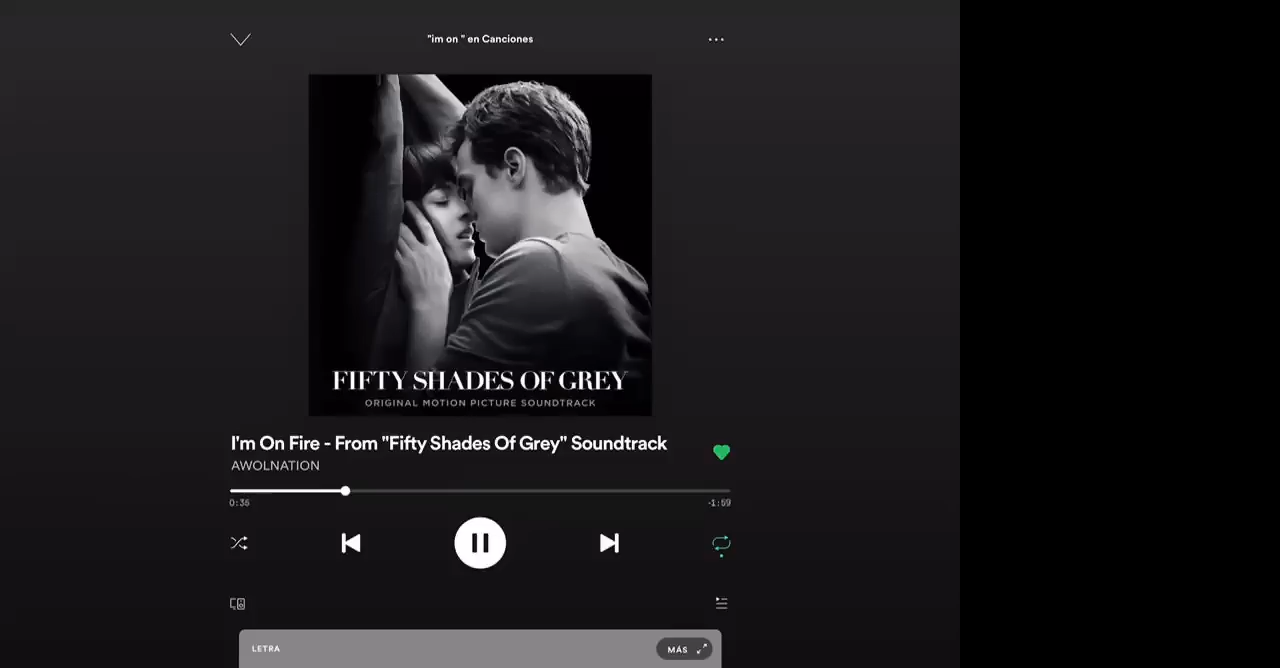 "im on " en Canciones
FIFTY SHADES OF GREY
ORIGINAL MOTION PICTURE SOUNDTRACK
I'm On Fire - From "Fifty Shades Of Grey" Soundtrack
AWOLNATION
0:36 -1:59
LETRA MÁS